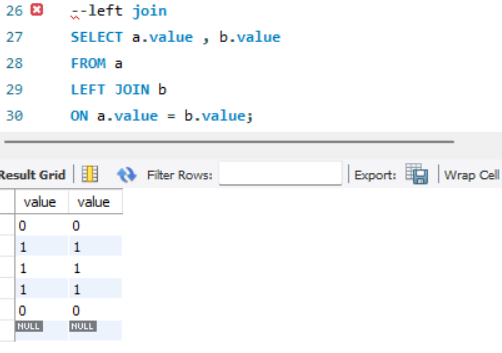 26 --left join
27 SELECT a.value , b.value
28 FROM a
29 LEFT JOIN b
30 ON a.value = b.value;
Result Grid Filter Rows: Export: Wrap Cell
value value
0 0
1 1
1 1
1 1
0 0
NULL NULL